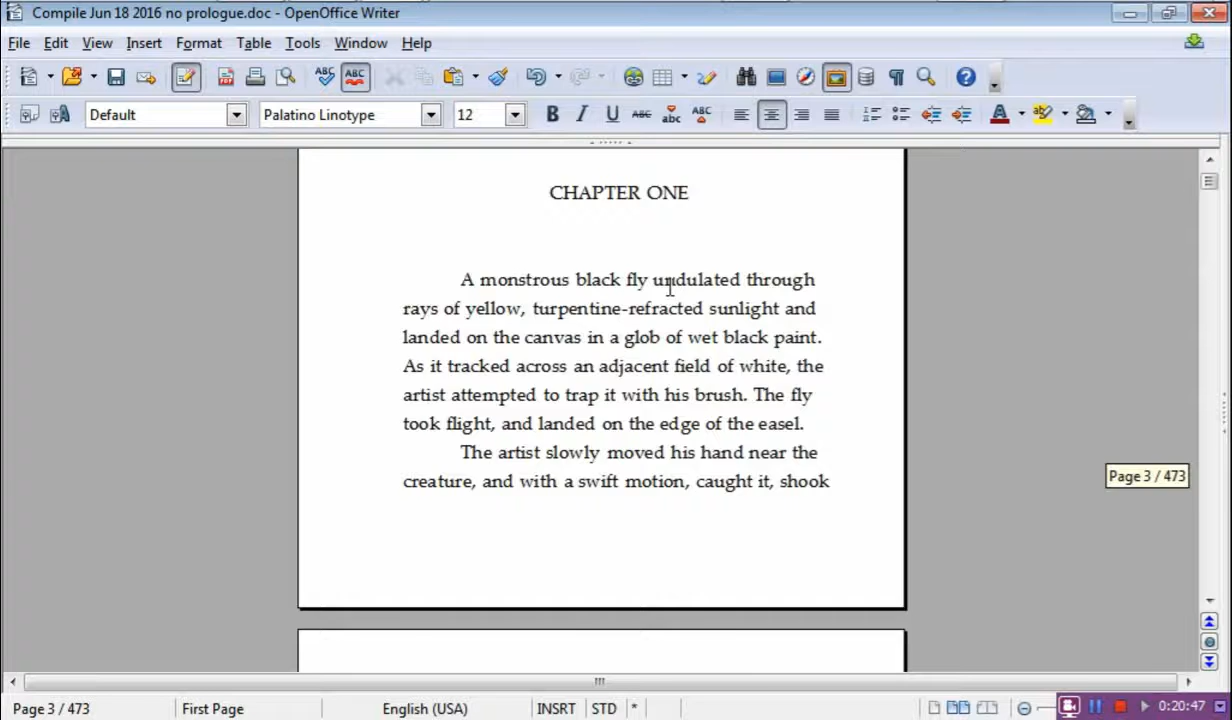 Compile Jun 18 2016 no prologue.doc - OpenOffice Writer
File Edit View Insert Format Table Tools Window Help
Default Palatino Linotype 12
CHAPTER ONE
A monstrous black fly undulated through
rays of yellow, turpentine-refracted sunlight and
landed on the canvas in a glob of wet black paint.
As it tracked across an adjacent field of white, the
artist attempted to trap it with his brush. The fly
took flight, and landed on the edge of the easel.
The artist slowly moved his hand near the
creature, and with a swift motion, caught it, shook
Page 3 / 473
Page 3 / 473 First Page English (USA) INSRT STD * 0:20:47